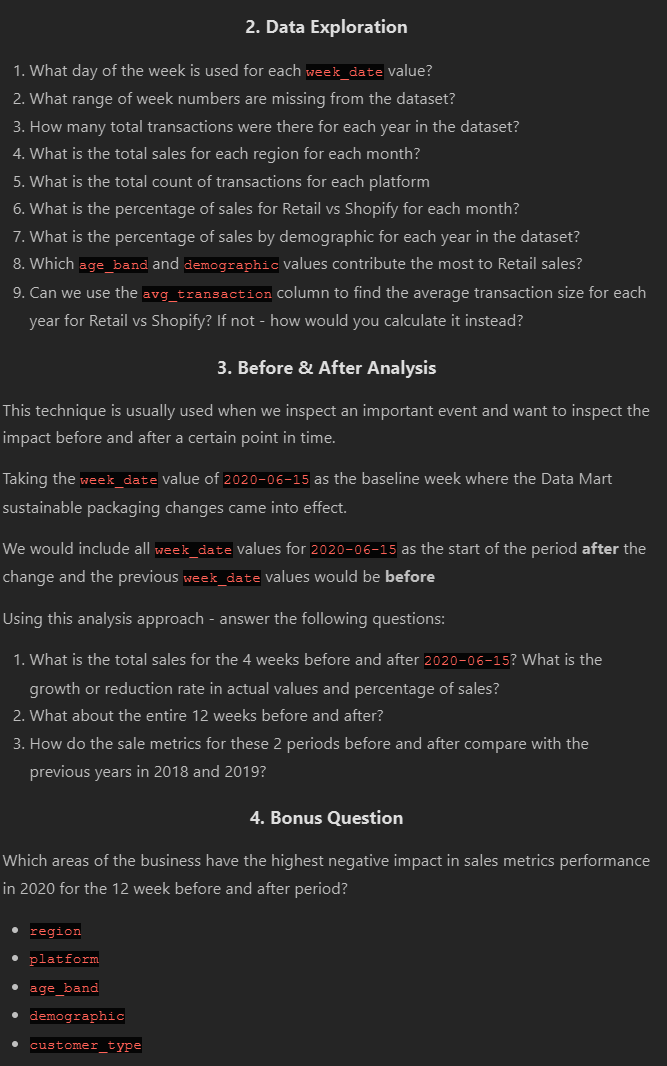 2. Data Exploration
1. What day of the week is used for each week_date value?
2. What range of week numbers are missing from the dataset?
3. How many total transactions were there for each year in the dataset?
4. What is the total sales for each region for each month?
5. What is the total count of transactions for each platform
6. What is the percentage of sales for Retail vs Shopify for each month?
7. What is the percentage of sales by demographic for each year in the dataset?
8. Which age_band and demographic values contribute the most to Retail sales?
9. Can we use the avg_transaction column to find the average transaction size for each
year for Retail vs Shopify? If not - how would you calculate it instead?
3. Before & After Analysis
This technique is usually used when we inspect an important event and want to inspect the
impact before and after a certain point in time.
Taking the week_date value of 2020-06-15 as the baseline week where the Data Mart
sustainable packaging changes came into effect.
We would include all week_date values for 2020-06-15 as the start of the period after the
change and the previous week_date values would be before
Using this analysis approach - answer the following questions:
1. What is the total sales for the 4 weeks before and after 2020-06-15? What is the
growth or reduction rate in actual values and percentage of sales?
2. What about the entire 12 weeks before and after?
3. How do the sale metrics for these 2 periods before and after compare with the
previous years in 2018 and 2019?
4. Bonus Question
Which areas of the business have the highest negative impact in sales metrics performance
in 2020 for the 12 week before and after period?
• region
• platform
• age_band
• demographic
• customer_type